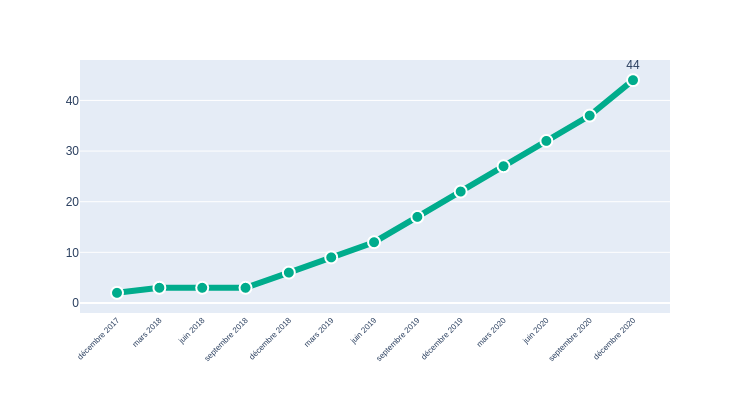 44
40
30
20
10
0
décembre 2017
mars 2018
juin 2018
septembre 2018
décembre 2018
mars 2019
juin 2019
septembre 2019
décembre 2019
mars 2020
juin 2020
septembre 2020
décembre 2020